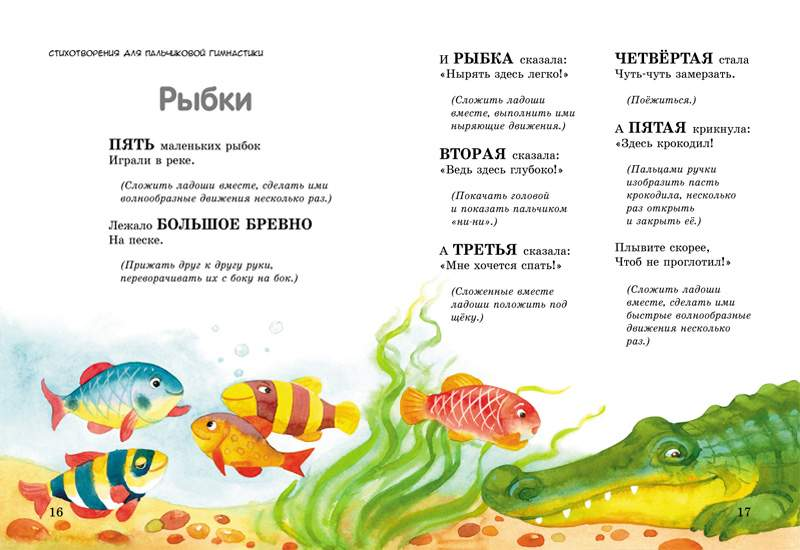 СТИХОТВОРЕНИЯ ДЛЯ ПАЛЬЧИКОВОЙ ГИМНАСТИКИ
Рыбки
ПЯТЬ маленьких рыбок
Играли в реке.
(Сложить ладоши вместе, сделать ими
волнообразные движения несколько раз.)
Лежало БОЛЬШОЕ БРЕВНО
На песке.
(Прижать друг к другу руки,
переворачивать их с боку на бок.)
16
И РЫБКА сказала:
«Нырять здесь легко!»
(Сложить ладоши
вместе, выполнить ими
ныряющие движения.)
ВТОРАЯ сказала:
«Ведь здесь глубоко!»
(Покачать головой
и показать пальчиком
«ни-ни».)
А ТРЕТЬЯ сказала:
«Мне хочется спать!»
(Сложенные вместе
ладоши положить под
щёку.)
ЧЕТВЁРТАЯ стала
Чуть-чуть замерзать.
(Поёжиться.)
А ПЯТАЯ крикнула:
«Здесь крокодил!
(Пальцами ручки
изобразить пасть
крокодила, несколько
раз открыть
и закрыть её.)
Плывите скорее,
Чтоб не проглотил!»
(Сложить ладоши
вместе, сделать ими
быстрые волнообразные
движения несколько
раз.)
17